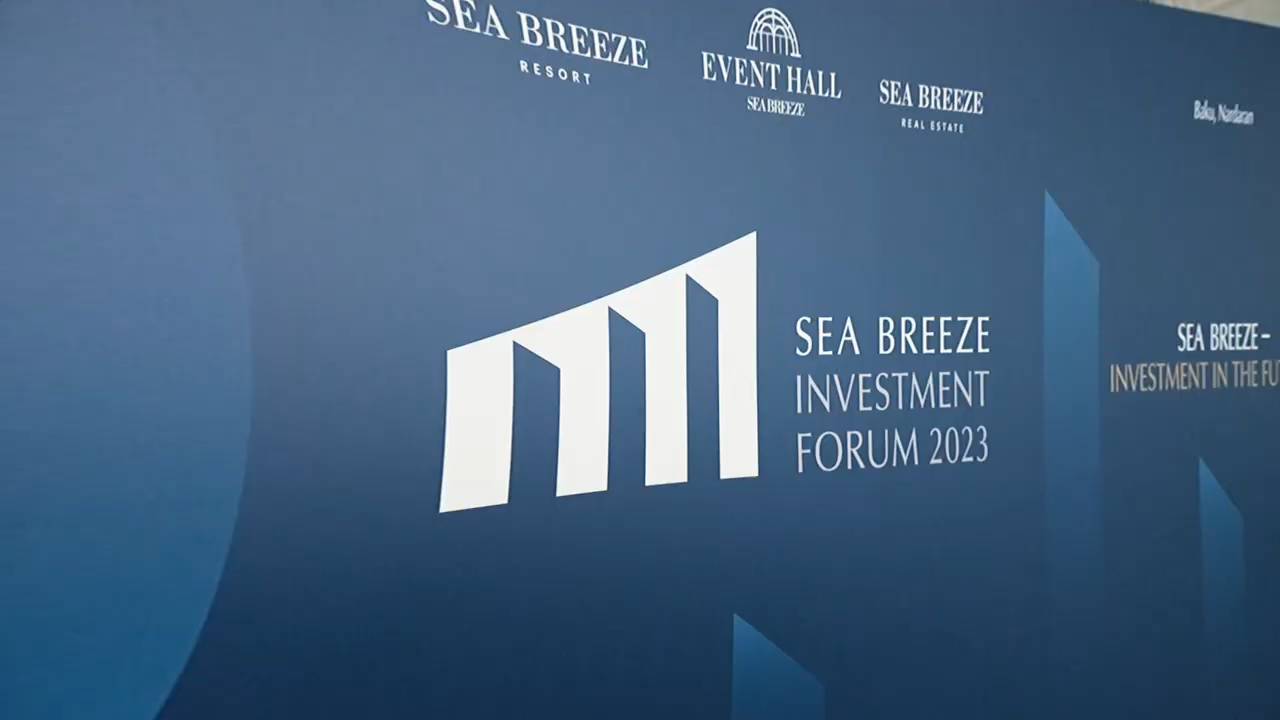 SEA BREEZE
RESORT
EVENT HALL
SEA BREEZE
SEA BREEZE
REAL ESTATE
Baku, Nardaran
SEA BREEZE
INVESTMENT
FORUM 2023
SEA BREEZE –
INVESTMENT IN THE FU